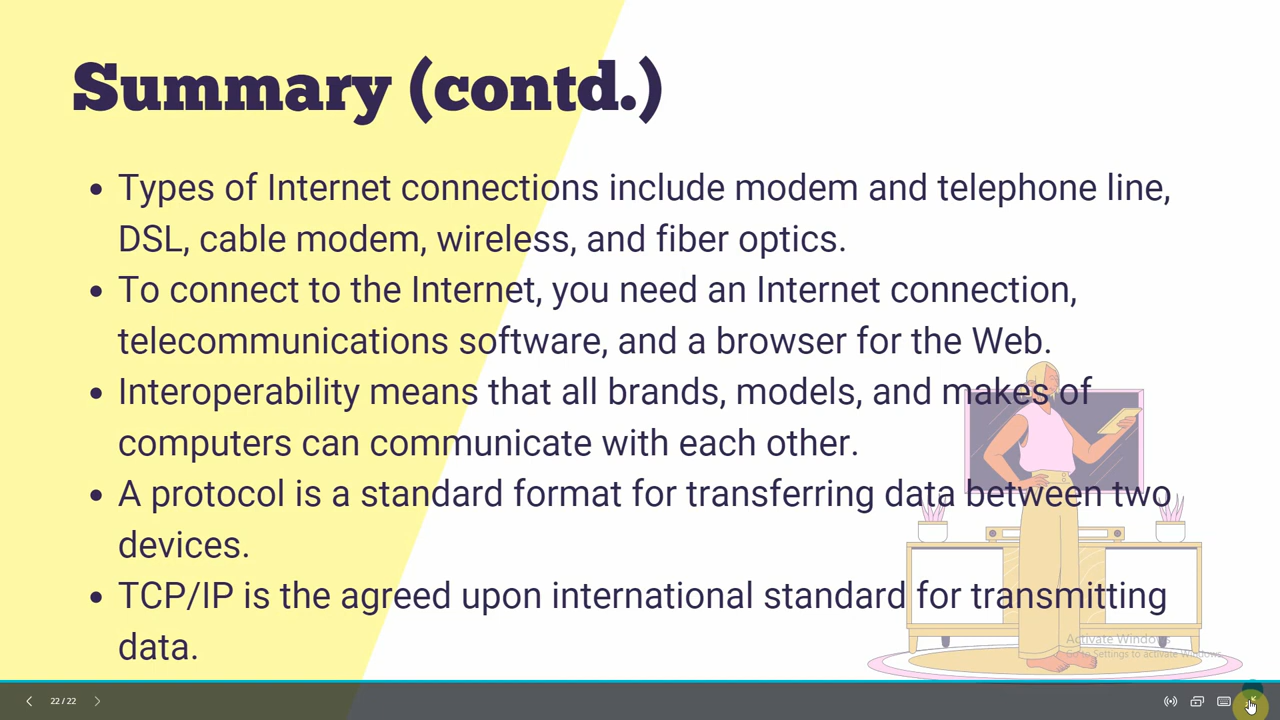 Summary (contd.)
• Types of Internet connections include modem and telephone line,
DSL, cable modem, wireless, and fiber optics.
• To connect to the Internet, you need an Internet connection,
telecommunications software, and a browser for the Web.
• Interoperability means that all brands, models, and makes of
computers can communicate with each other.
• A protocol is a standard format for transferring data between two
devices.
• TCP/IP is the agreed upon international standard for transmitting
data.
Activate Windows
Go to Settings to activate Windows.
22 / 22